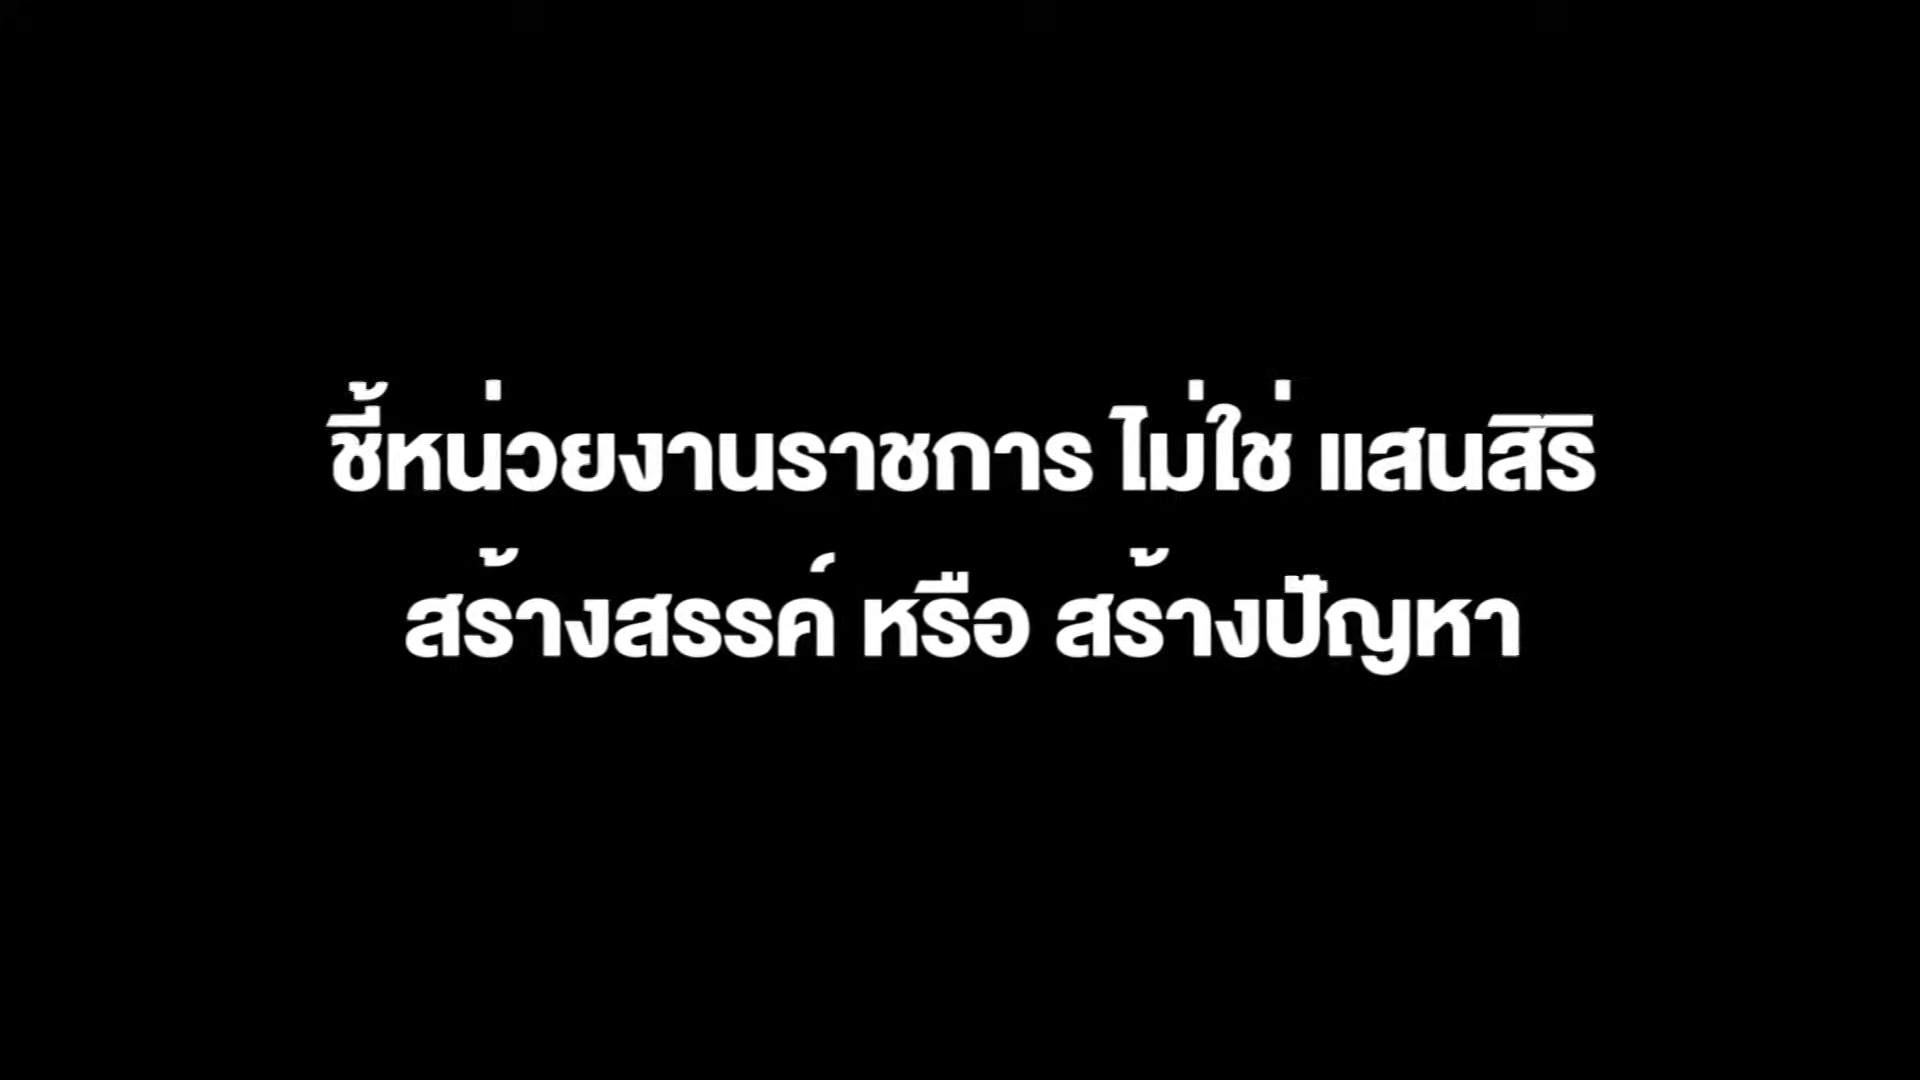 ชี้หน่วยงานราชการ ไม่ใช่ แสนสิริ
สร้างสรรค์ หรือ สร้างปัญหา